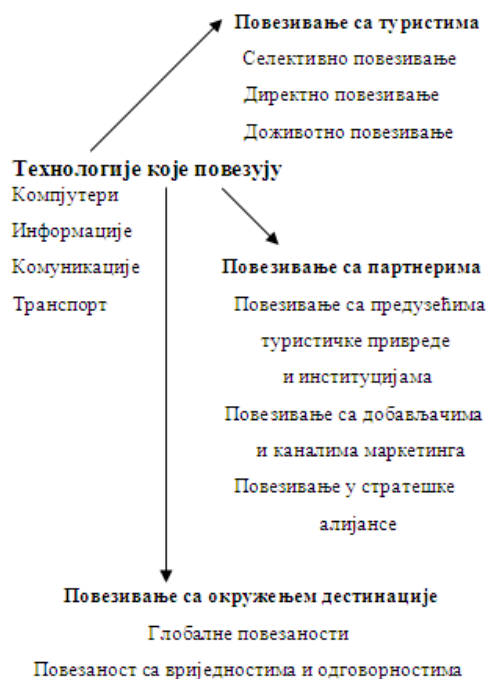 Повезивање са туристима
Селективно повезивање
Директно повезивање
Доживотно повезивање
Технологије које повезују
Компјутери
Информације
Комуникације
Транспорт
Повезивање са партнерима
Повезивање са предузећима
туристичке привреде
и институцијама
Повезивање са добављачима
и каналима маркетинга
Повезивање у стратешке
алијансе
Повезивање са окружењем дестинације
Глобалне повезаности
Повезаност са вриједностима и одговорностима